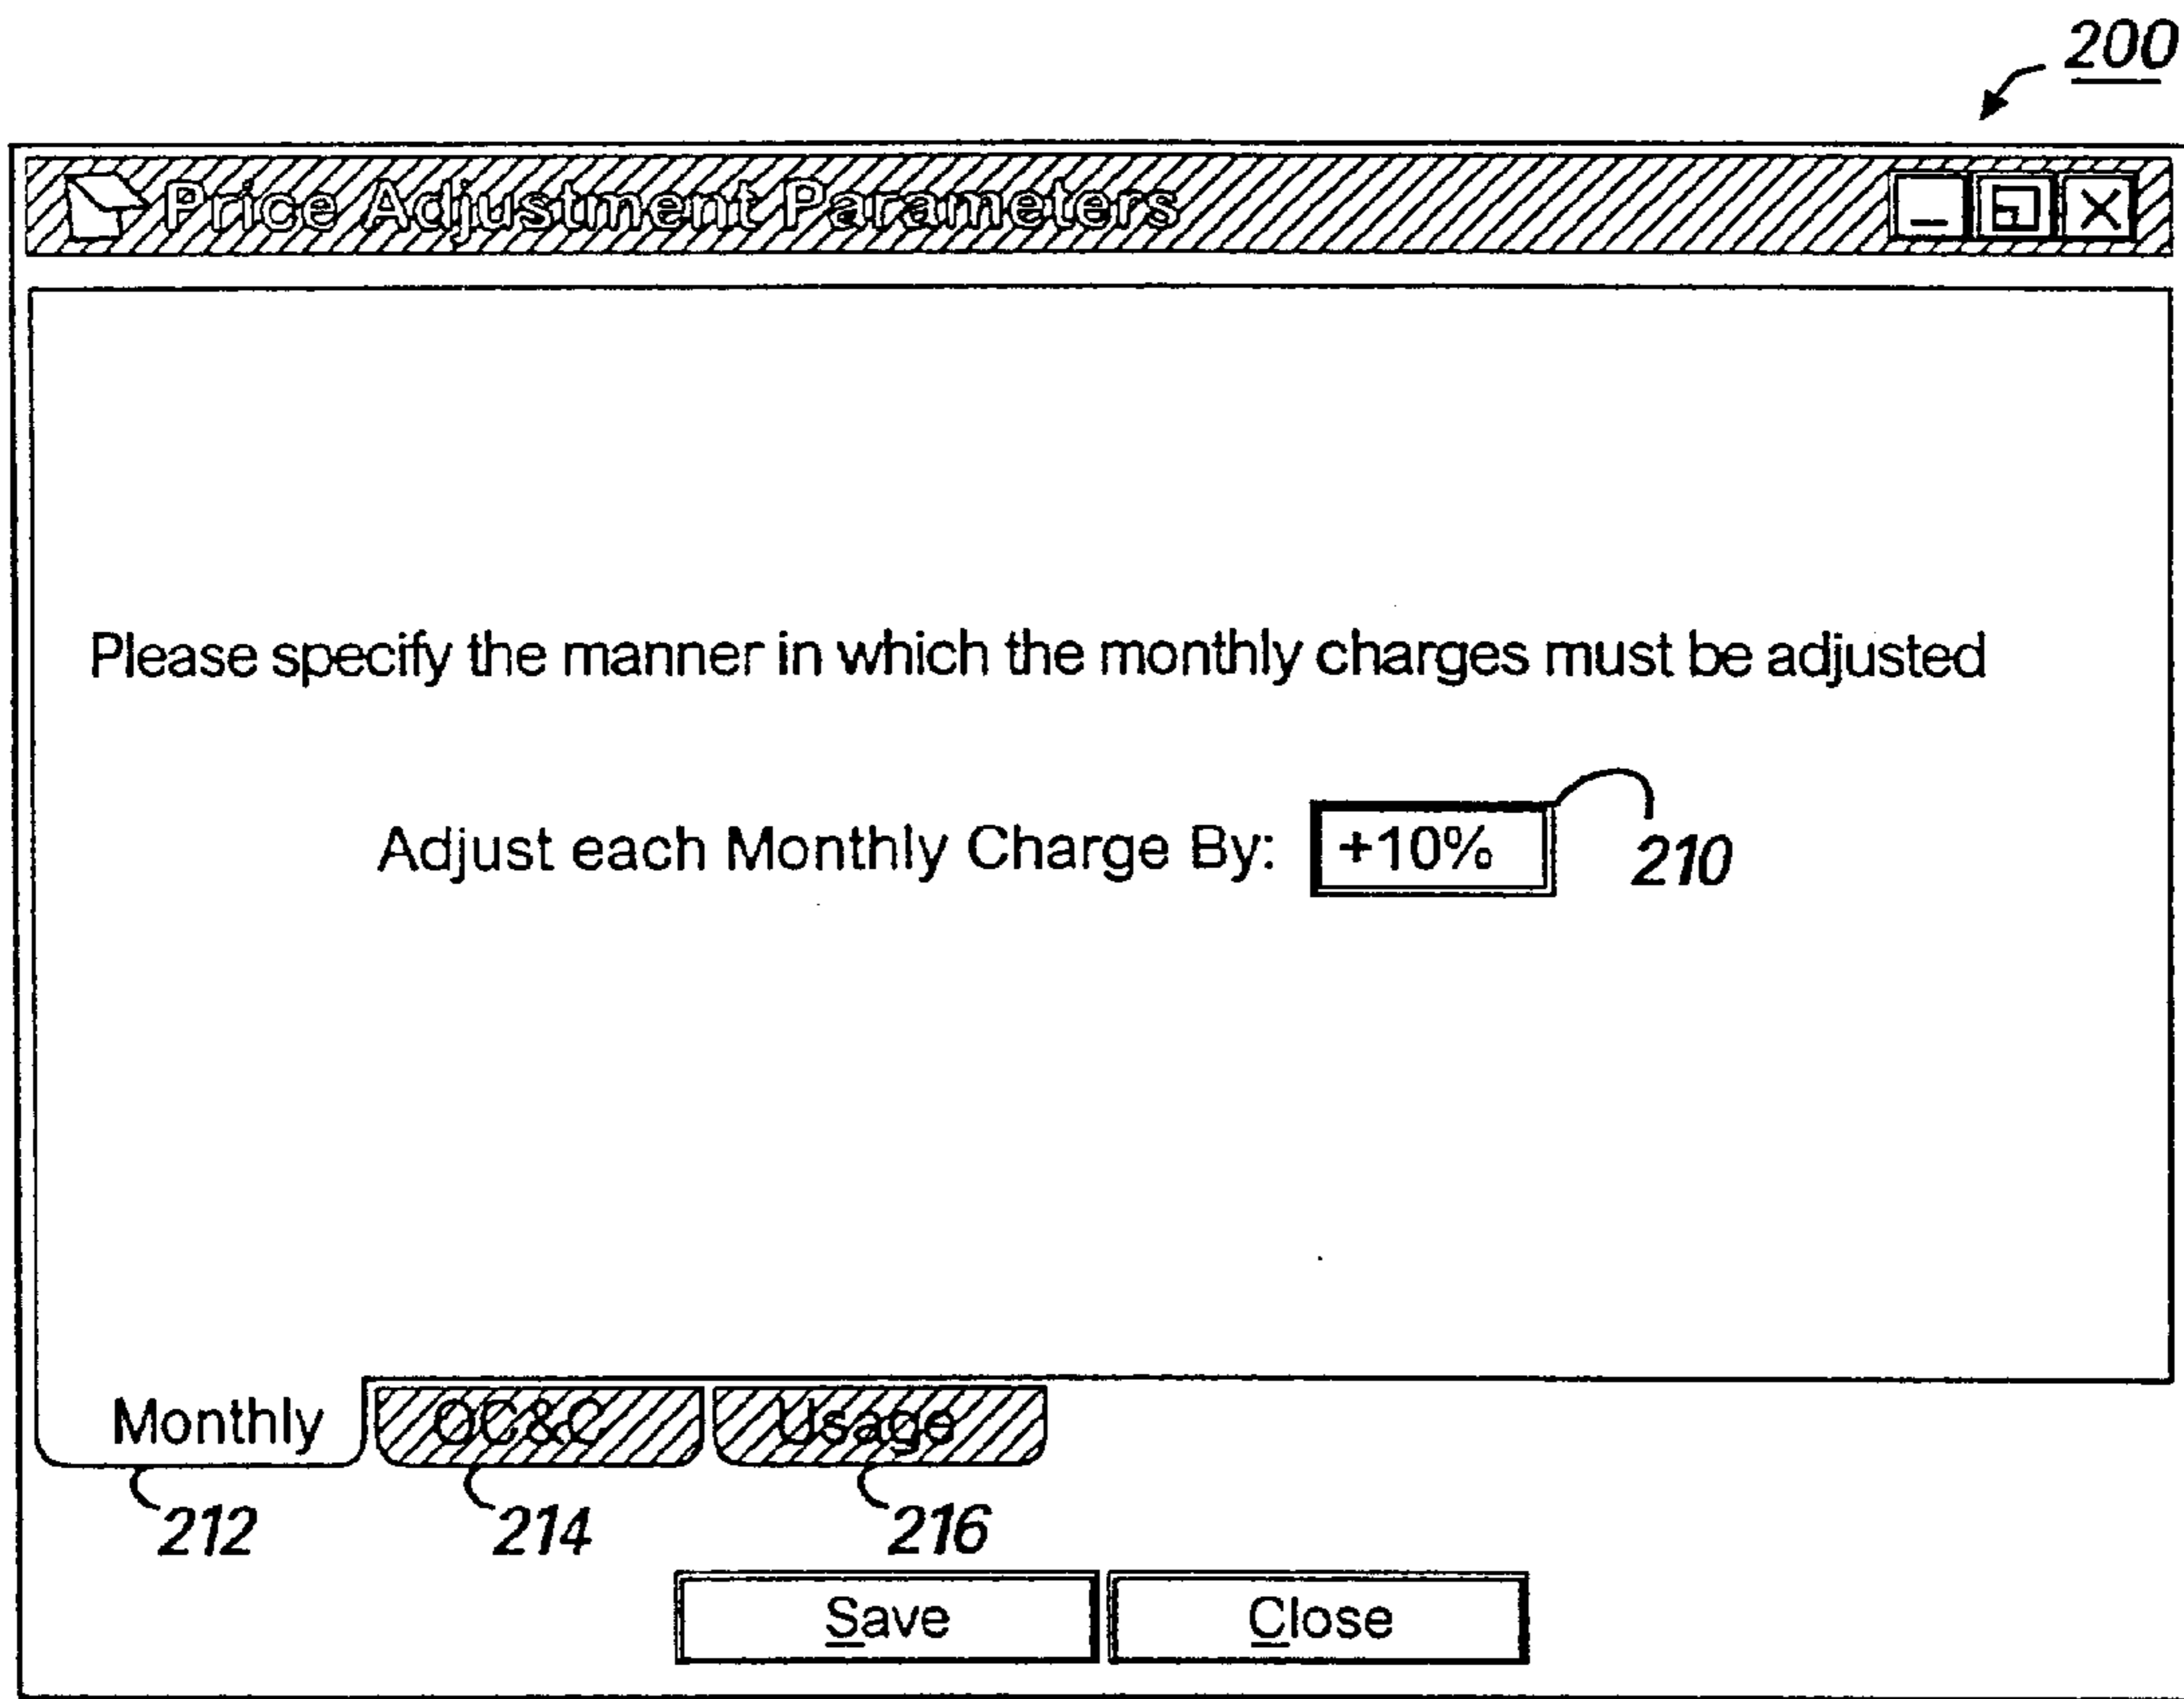 200
Price Adjustment Parameters
Please specify the manner in which the monthly charges must be adjusted
Adjust each Monthly Charge By: +10%
210
Monthly OC&C Usage
212 214 216
Save Close